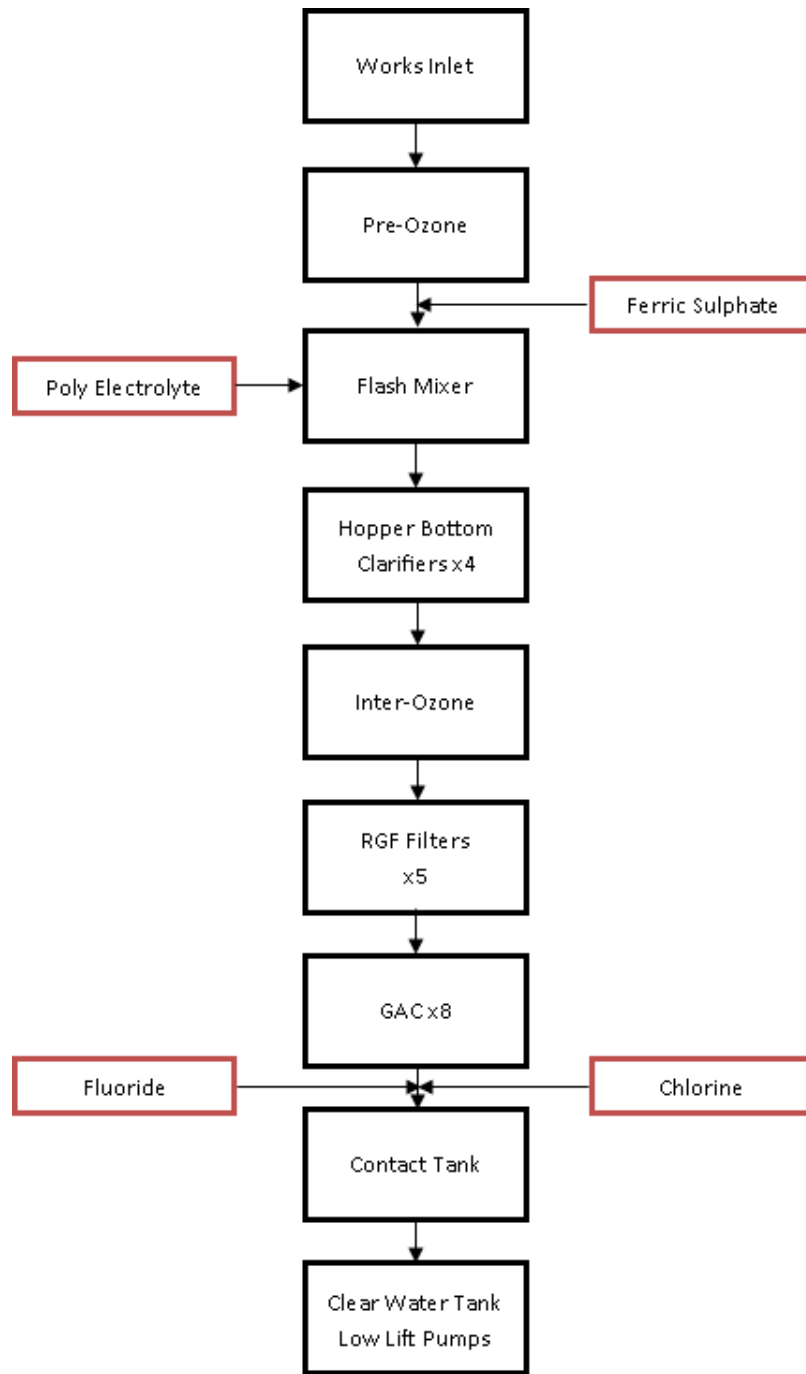 Works Inlet
Pre-Ozone
Ferric Sulphate
Poly Electrolyte
Flash Mixer
Hopper Bottom
Clarifiers x4
Inter-Ozone
RGF Filters
x5
GAC x8
Fluoride
Chlorine
Contact Tank
Clear Water Tank
Low Lift Pumps